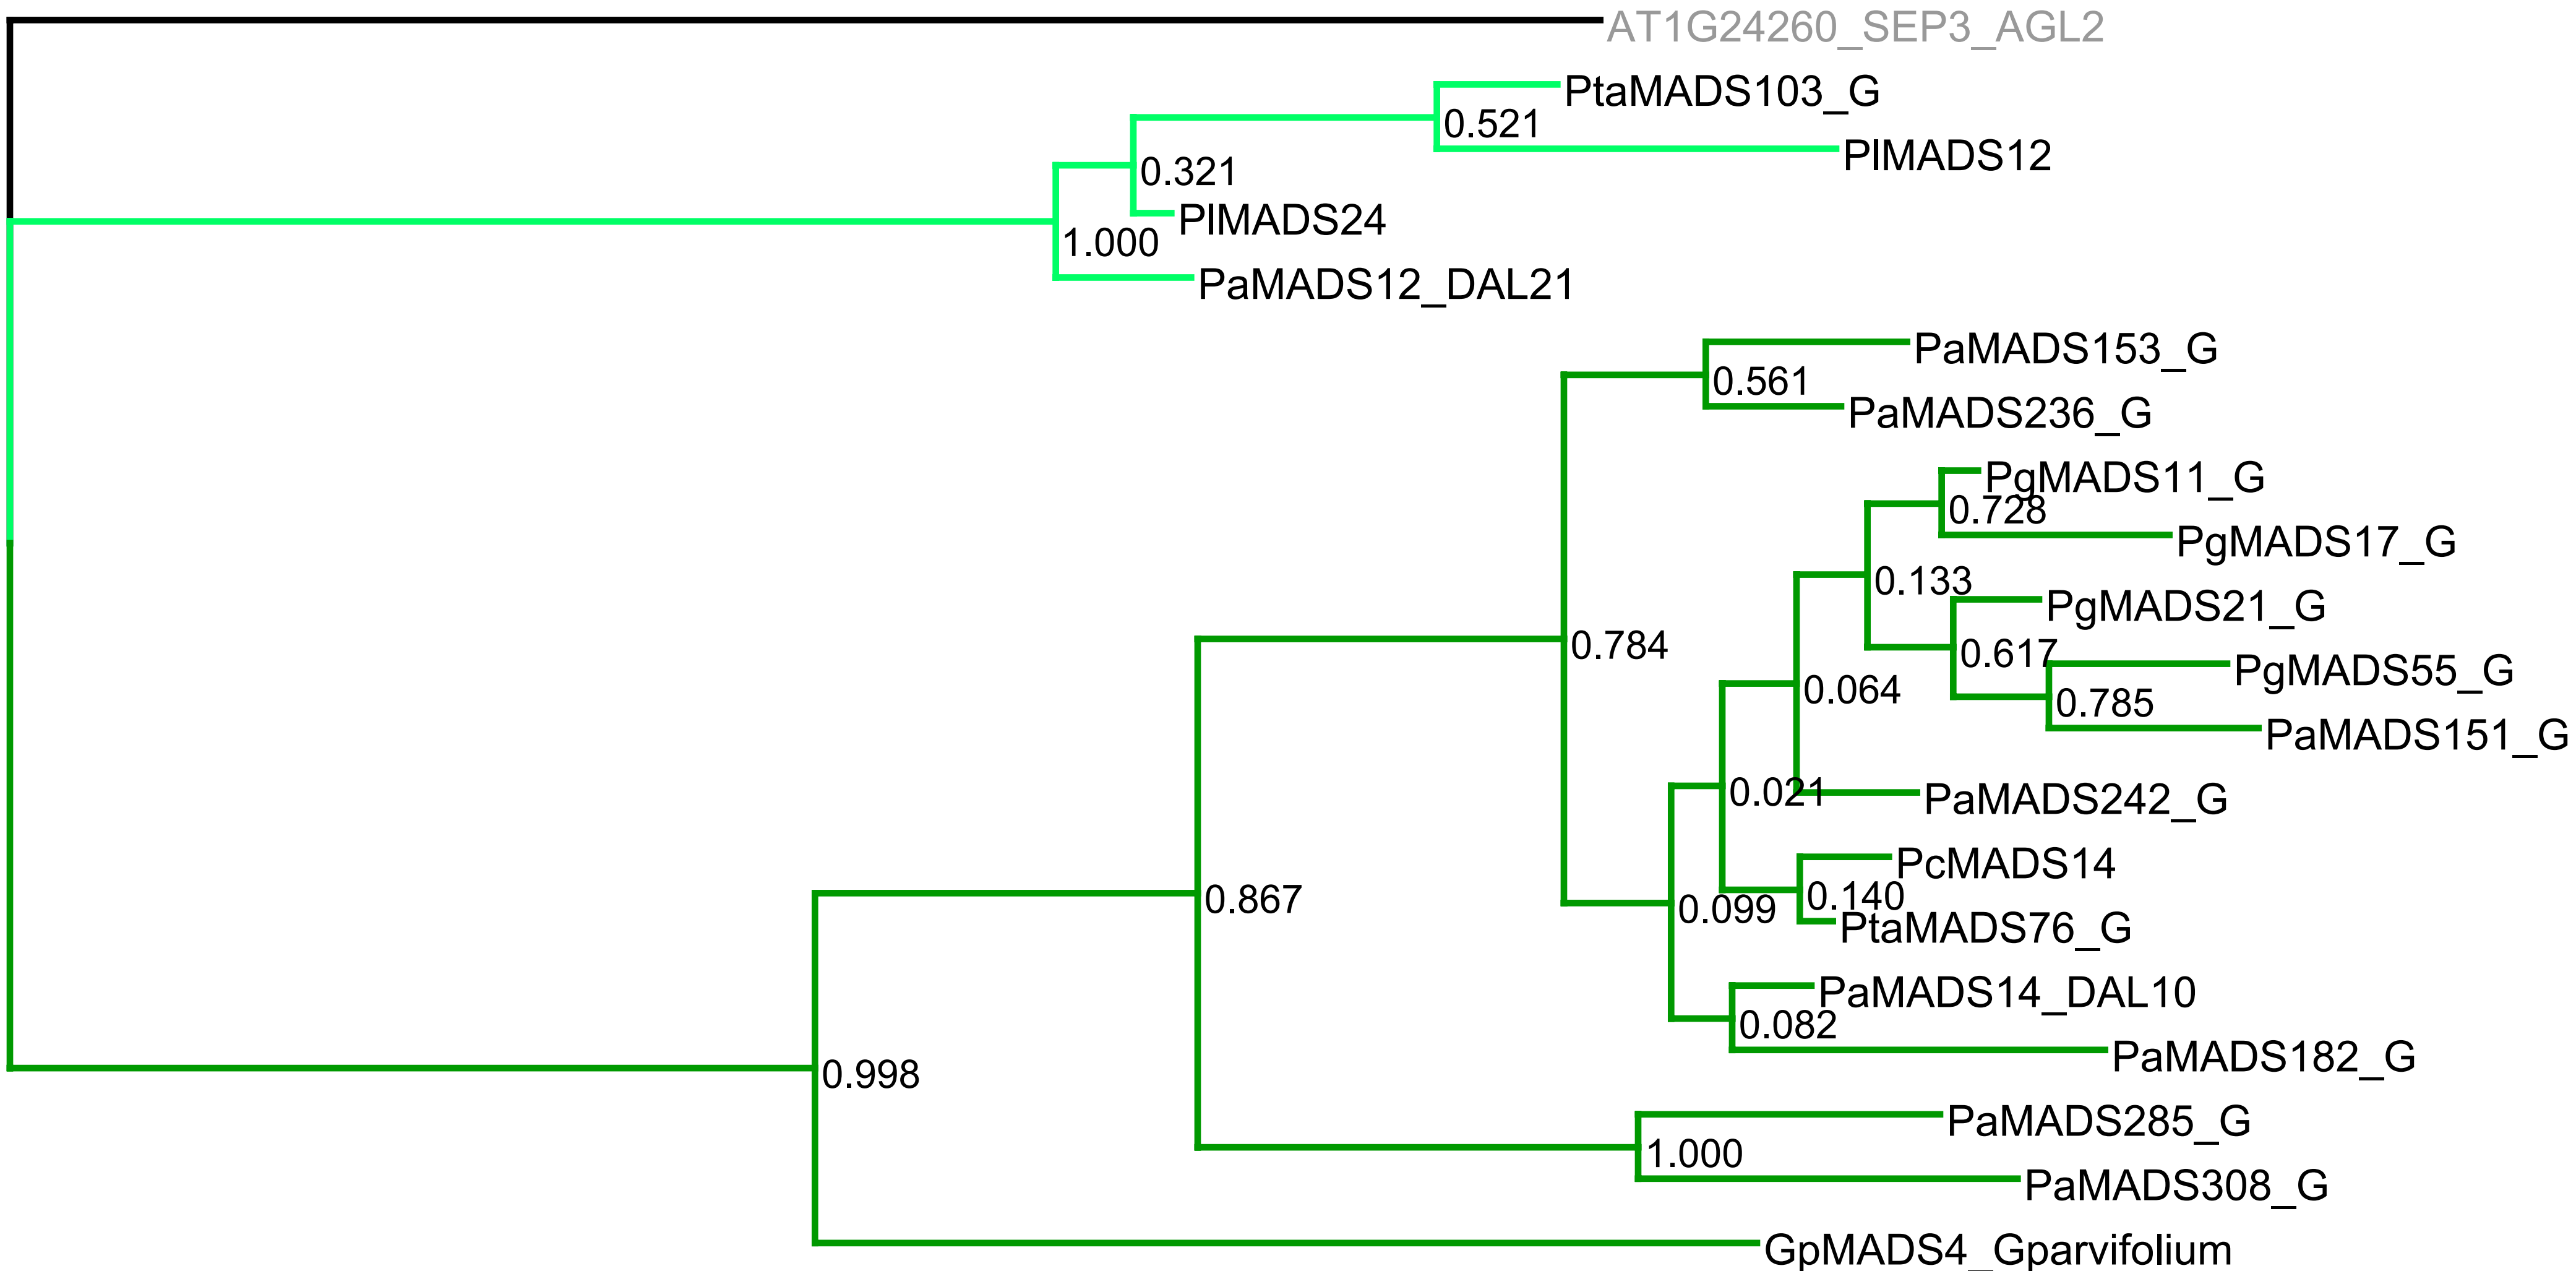 AT1G24260_SEP3_AGL2
PtaMADS103_G
0.521
PlMADS12
0.321
PlMADS24
1.000
PaMADS12_DAL21
PaMADS153_G
0.561
PaMADS236_G
PgMADS11_G
0.728
PgMADS17_G
0.133
PgMADS21_G
0.784
0.617
PgMADS55_G
0.064
0.785
PaMADS151_G
0.021
PaMADS242_G
PcMADS14
0.867
0.140
0.099
PtaMADS76_G
PaMADS14_DAL10
0.082
PaMADS182_G
0.998
PaMADS285_G
1.000
PaMADS308_G
GpMADS4_Gparvifolium